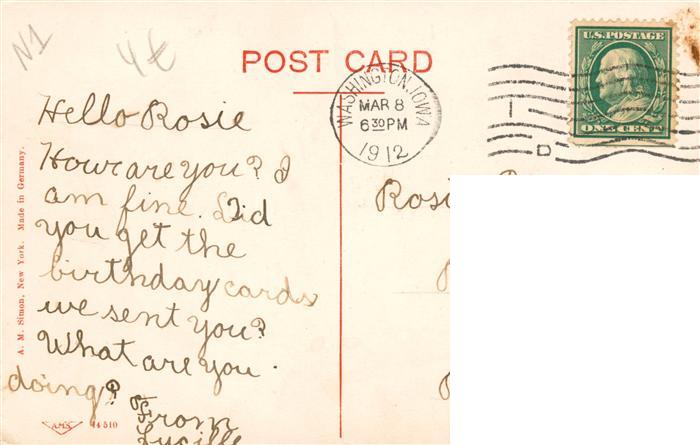 N1
4€
POST CARD
U.S. POSTAGE
ONE CENT
WASHINGTON, IOWA
MAR 8
6 30 PM
1912
D
Hello Rosie
How are you? I
am fine. Did
you get the
birthday cards
we sent you?
What are you
doing?
From
Lucille
A. M. Simon, New York. Made in Germany.
AMS 44510